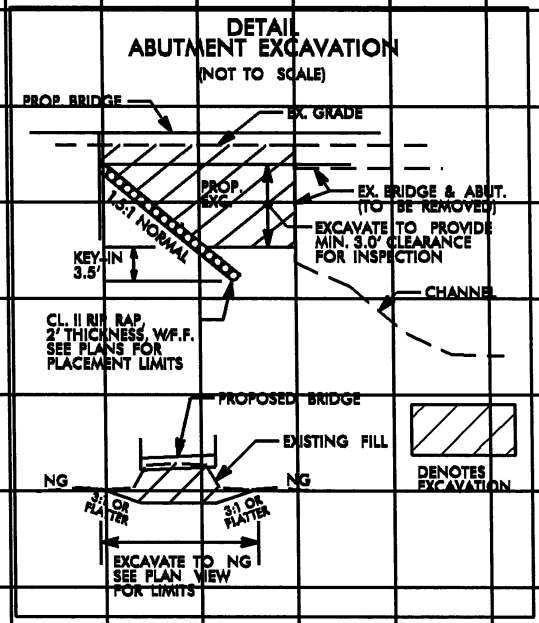 DETAIL
ABUTMENT EXCAVATION
(NOT TO SCALE)
PROP. BRIDGE
EX. GRADE
PROP.
EXC.
EX. BRIDGE & ABUT.
(TO BE REMOVED)
1.5:1 NORMAL
EXCAVATE TO PROVIDE
MIN. 3.0' CLEARANCE
FOR INSPECTION
KEY-IN
3.5'
CHANNEL
CL. II RIP RAP,
2' THICKNESS, W/F.F.
SEE PLANS FOR
PLACEMENT LIMITS
PROPOSED BRIDGE
EXISTING FILL
NG
NG
3:1 OR
FLATTER
3:1 OR
FLATTER
DENOTES
EXCAVATION
EXCAVATE TO NG
SEE PLAN VIEW
FOR LIMITS